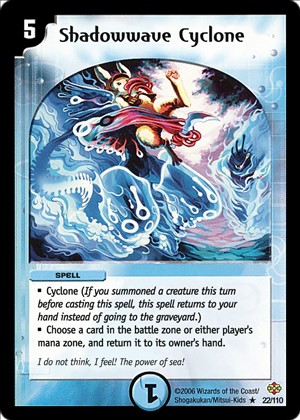 5 Shadowwave Cyclone
SPELL
• Cyclone (If you summoned a creature this turn
before casting this spell, this spell returns to your
hand instead of going to the graveyard.)
• Choose a card in the battle zone or either player's
mana zone, and return it to its owner's hand.
I do not think, I feel! The power of sea!
1
©2006 Wizards of the Coast/
Shogakukan/Mitsui-Kids ★ 22/110